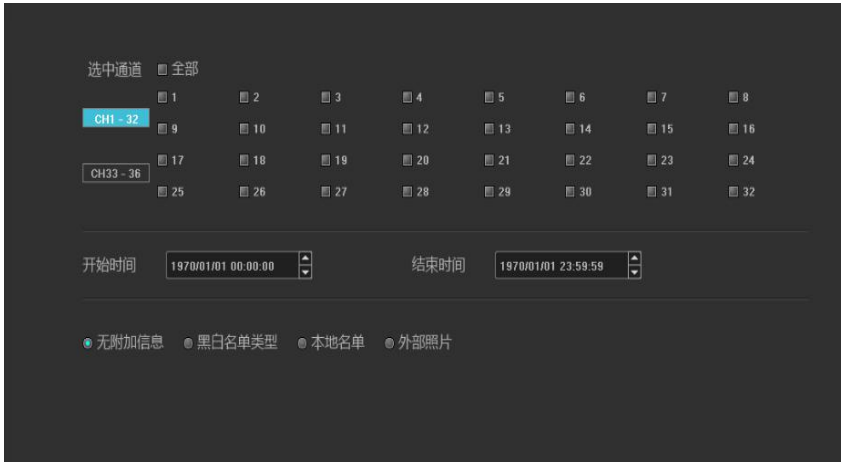 选中通道 全部
1 2 3 4 5 6 7 8
CH1 - 32
9 10 11 12 13 14 15 16
17 18 19 20 21 22 23 24
CH33 - 36
25 26 27 28 29 30 31 32
开始时间 1970/01/01 00:00:00 结束时间 1970/01/01 23:59:59
无附加信息 黑白名单类型 本地名单 外部照片